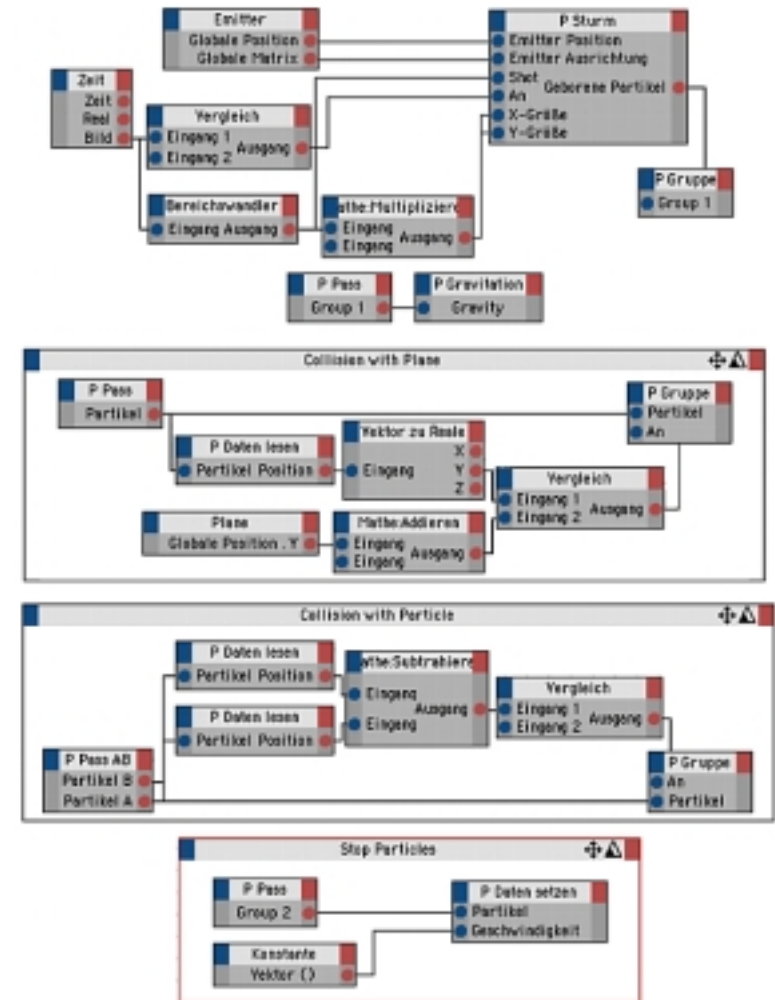 Emitter
Globale Position
Globale Matrix
P Sturm
Emitter Position
Emitter Ausrichtung
Shot
An
X-Größe
Y-Größe
Geborene Partikel
Zeit
Zeit
Real
Bild
Vergleich
Eingang 1
Eingang 2
Ausgang
P Gruppe
Group 1
Bereichswandler
Eingang Ausgang
athe:Multipliziere
Eingang
Eingang
Ausgang
P Pass
Group 1
P Gravitation
Gravity
Collision with Plane
P Pass
Partikel
P Gruppe
Partikel
An
P Daten lesen
Partikel Position
Vektor zu Reale
Eingang
X
Y
Z
Vergleich
Eingang 1
Eingang 2
Ausgang
Plane
Globale Position . Y
Mathe:Addieren
Eingang
Eingang
Ausgang
Collision with Particle
P Daten lesen
Partikel Position
P Daten lesen
Partikel Position
athe:Subtrahiere
Eingang
Eingang
Ausgang
Vergleich
Eingang 1
Eingang 2
Ausgang
P Pass AB
Partikel B
Partikel A
P Gruppe
An
Partikel
Stop Particles
P Pass
Group 2
P Daten setzen
Partikel
Geschwindigkeit
Konstante
Vektor ()